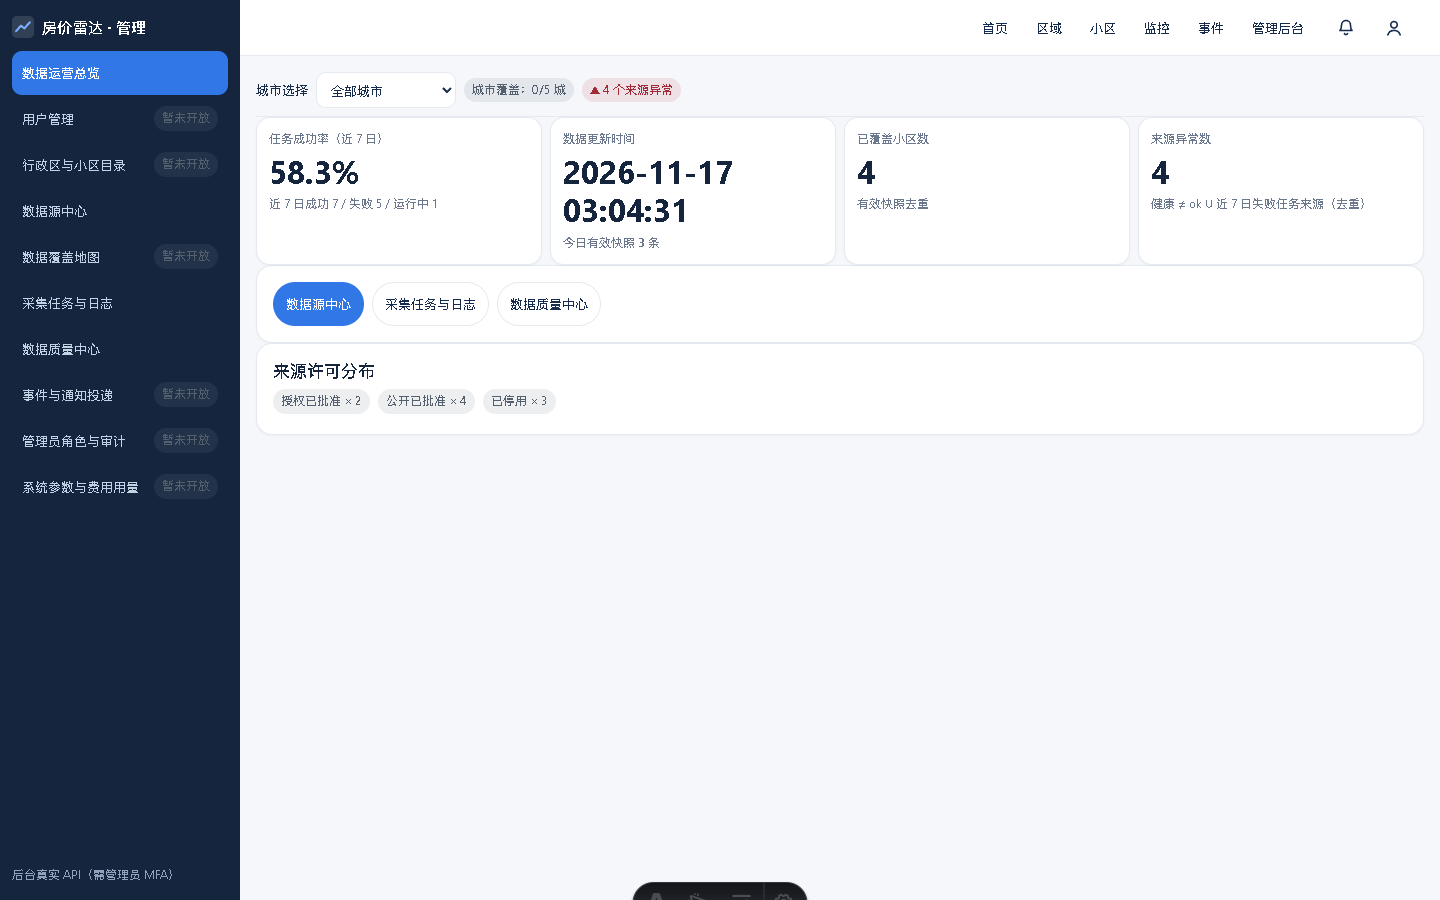 房价雷达 · 管理
首页 区域 小区 监控 事件 管理后台
数据运营总览
用户管理 暂未开放
行政区与小区目录 暂未开放
数据源中心
数据覆盖地图 暂未开放
采集任务与日志
数据质量中心
事件与通知投递 暂未开放
管理员角色与审计 暂未开放
系统参数与费用用量 暂未开放
后台真实 API（需管理员 MFA）
城市选择 全部城市 城市覆盖：0/5 城 ▲4 个来源异常
任务成功率（近 7 日）
58.3%
近 7 日成功 7 / 失败 5 / 运行中 1
数据更新时间
2026-11-17
03:04:31
今日有效快照 3 条
已覆盖小区数
4
有效快照去重
来源异常数
4
健康 ≠ ok ∪ 近 7 日失败任务来源（去重）
数据源中心 采集任务与日志 数据质量中心
来源许可分布
授权已批准 × 2 公开已批准 × 4 已停用 × 3